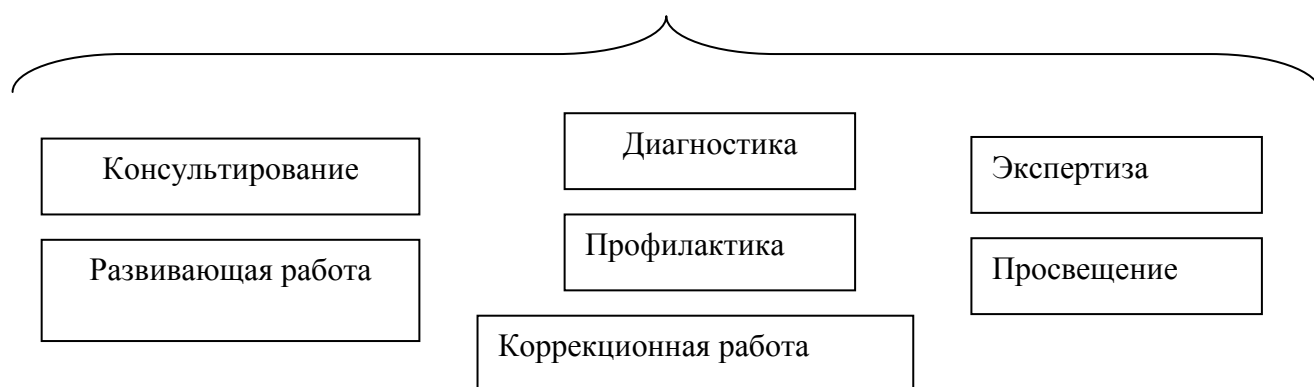 Диагностика
Консультирование
Экспертиза
Профилактика
Развивающая работа
Просвещение
Коррекционная работа